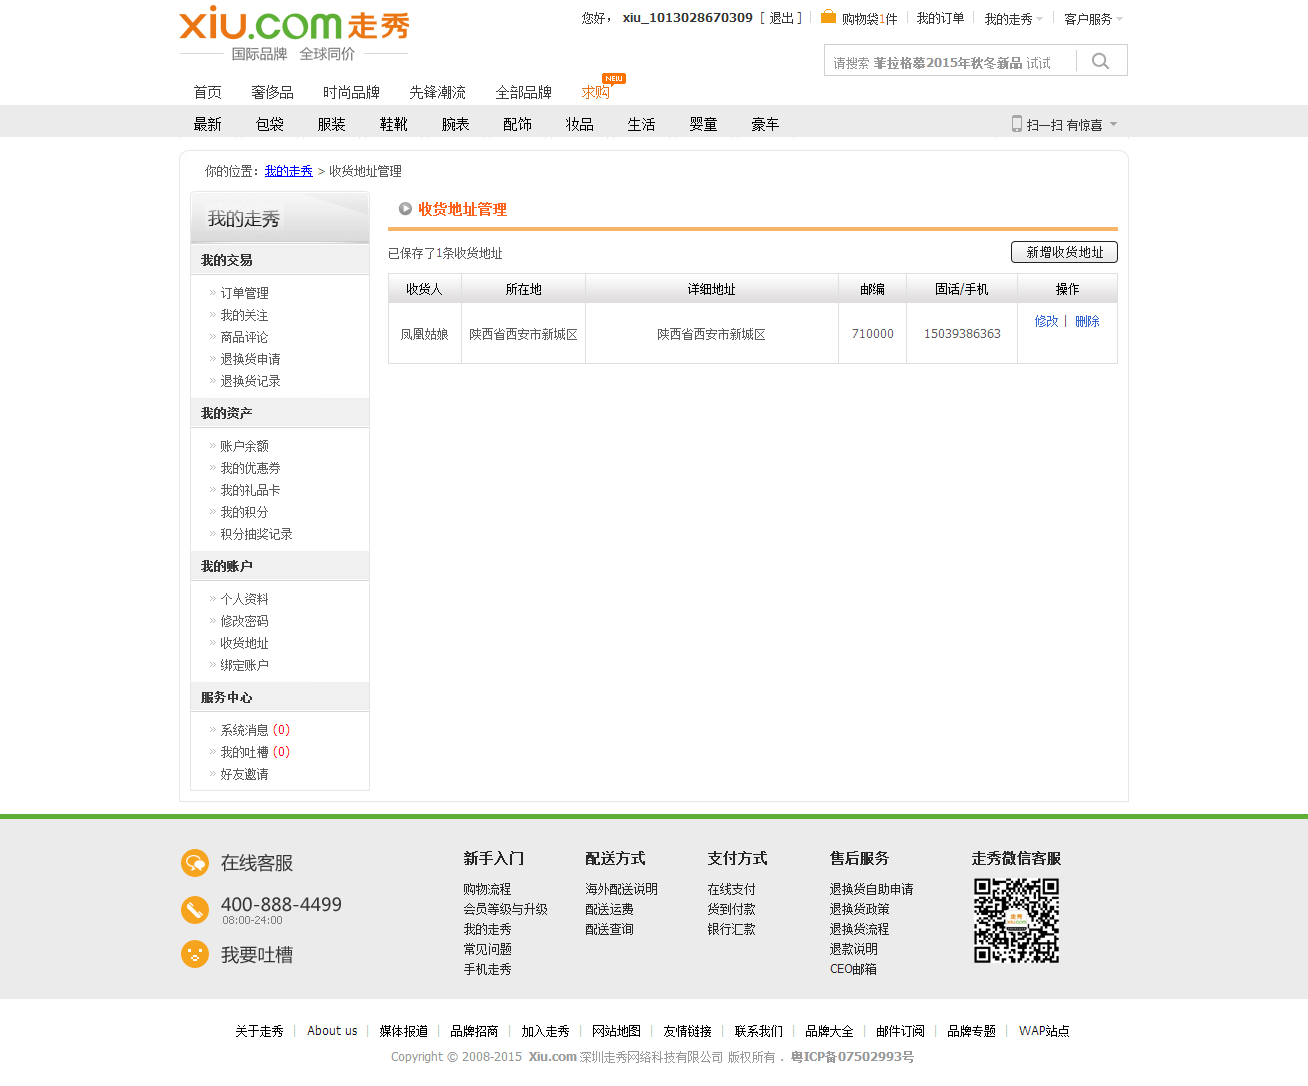 xiu.com走秀
国际品牌 全球同价
您好， xiu_1013028670309 [ 退出 ]
购物袋1件
我的订单
我的走秀
客户服务
请搜索 菲拉格慕2015年秋冬新品 试试
首页 奢侈品 时尚品牌 先锋潮流 全部品牌 求购 NEW
最新 包袋 服装 鞋靴 腕表 配饰 妆品 生活 婴童 豪车
扫一扫 有惊喜
你的位置：我的走秀 > 收货地址管理
我的走秀
我的交易
» 订单管理
» 我的关注
» 商品评论
» 退换货申请
» 退换货记录
我的资产
» 账户余额
» 我的优惠券
» 我的礼品卡
» 我的积分
» 积分抽奖记录
我的账户
» 个人资料
» 修改密码
» 收货地址
» 绑定账户
服务中心
» 系统消息 (0)
» 我的吐槽 (0)
» 好友邀请
收货地址管理
已保存了1条收货地址
新增收货地址
收货人 所在地 详细地址 邮编 固话/手机 操作
凤凰姑娘 陕西省西安市新城区 陕西省西安市新城区 710000 15039386363 修改 | 删除
在线客服
400-888-4499
08:00-24:00
我要吐槽
新手入门
购物流程
会员等级与升级
我的走秀
常见问题
手机走秀
配送方式
海外配送说明
配送运费
配送查询
支付方式
在线支付
货到付款
银行汇款
售后服务
退换货自助申请
退换货政策
退换货流程
退款说明
CEO邮箱
走秀微信客服
走秀
xiu.com
关于走秀 | About us | 媒体报道 | 品牌招商 | 加入走秀 | 网站地图 | 友情链接 | 联系我们 | 品牌大全 | 邮件订阅 | 品牌专题 | WAP站点
Copyright © 2008-2015 Xiu.com 深圳走秀网络科技有限公司 版权所有 . 粤ICP备07502993号